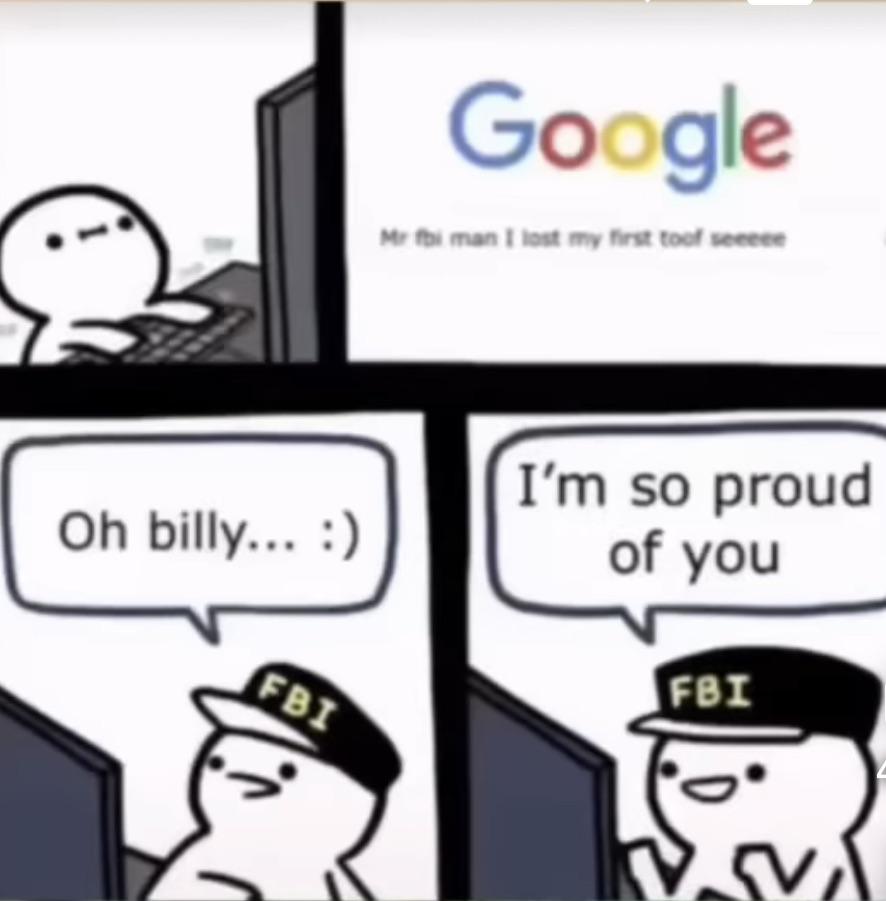 Google
Mr fbi man I lost my first toof seeeee
Oh billy... :)
I'm so proud
of you
FBI
FBI